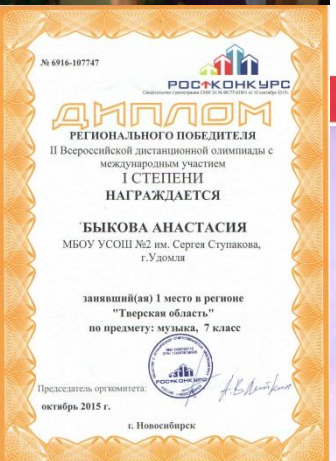 № 6916-107747
РОСТКОНКУРС
ДИПЛОМ
РЕГИОНАЛЬНОГО ПОБЕДИТЕЛЯ
II Всероссийской дистанционной олимпиады с
международным участием
I СТЕПЕНИ
НАГРАЖДАЕТСЯ
БЫКОВА АНАСТАСИЯ
МБОУ УСОШ №2 им. Сергея Ступакова,
г.Удомля
занявший(ая) 1 место в регионе
"Тверская область"
по предмету: музыка, 7 класс
РОСТКОНКУРС
Председатель оргкомитета:
октябрь 2015 г.
г. Новосибирск